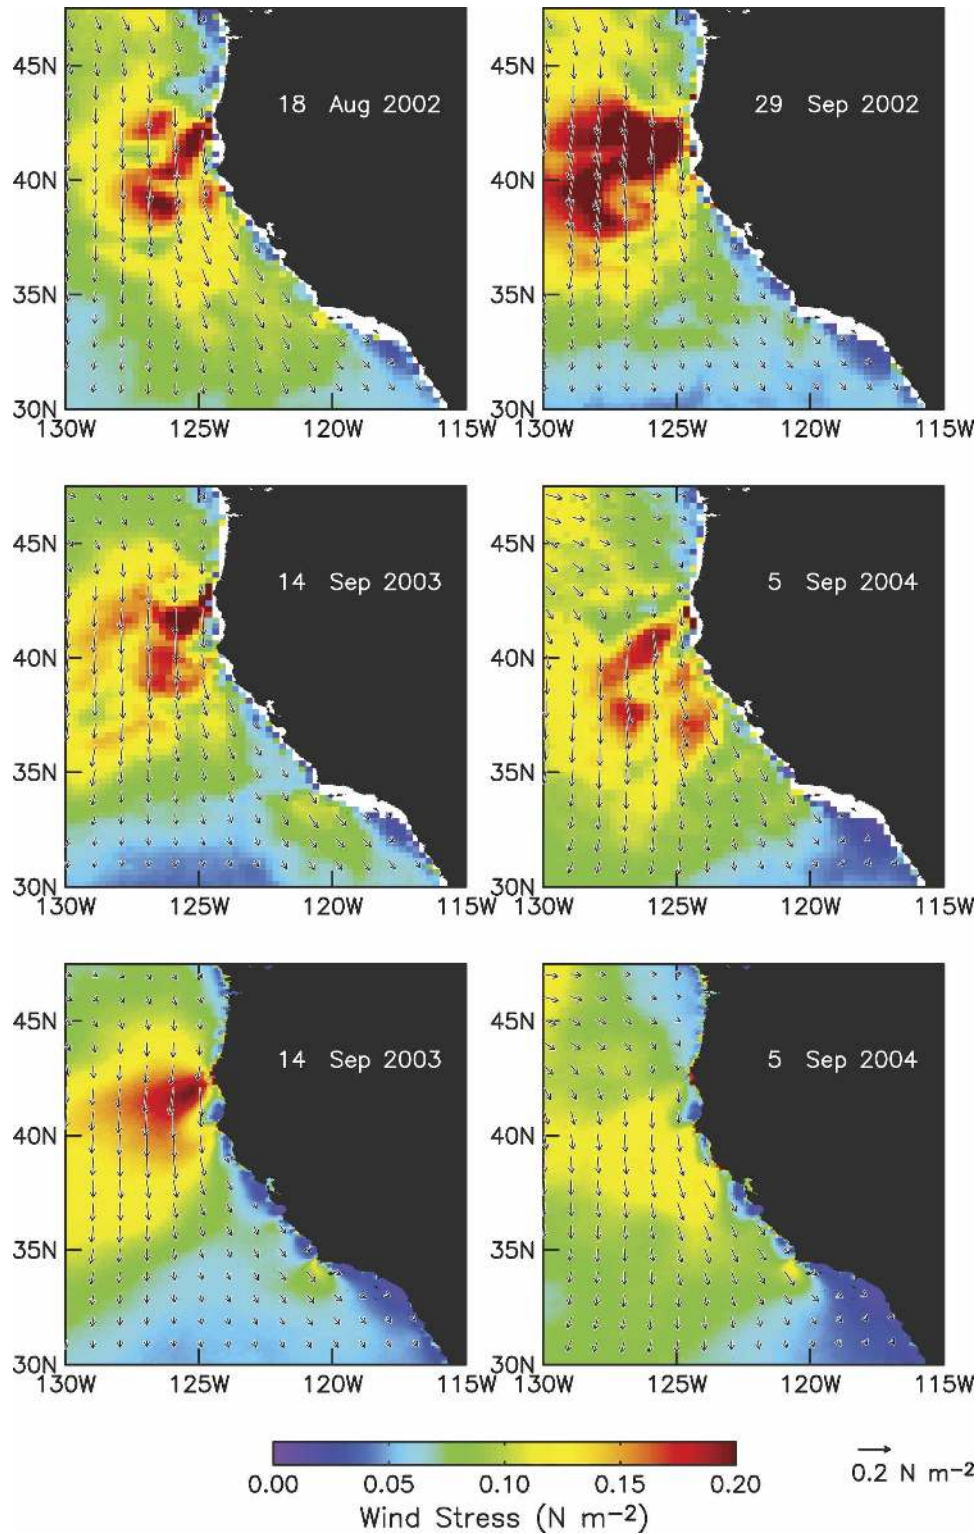 45N
40N
35N
30N
18 Aug 2002
130W 125W 120W 115W
29 Sep 2002
45N
40N
35N
30N
130W 125W 120W 115W
45N
40N
35N
30N
14 Sep 2003
130W 125W 120W 115W
45N
40N
35N
30N
5 Sep 2004
130W 125W 120W 115W
45N
40N
35N
30N
14 Sep 2003
130W 125W 120W 115W
45N
40N
35N
30N
5 Sep 2004
130W 125W 120W 115W
0.00 0.05 0.10 0.15 0.20
Wind Stress (N m⁻²)
0.2 N m⁻²